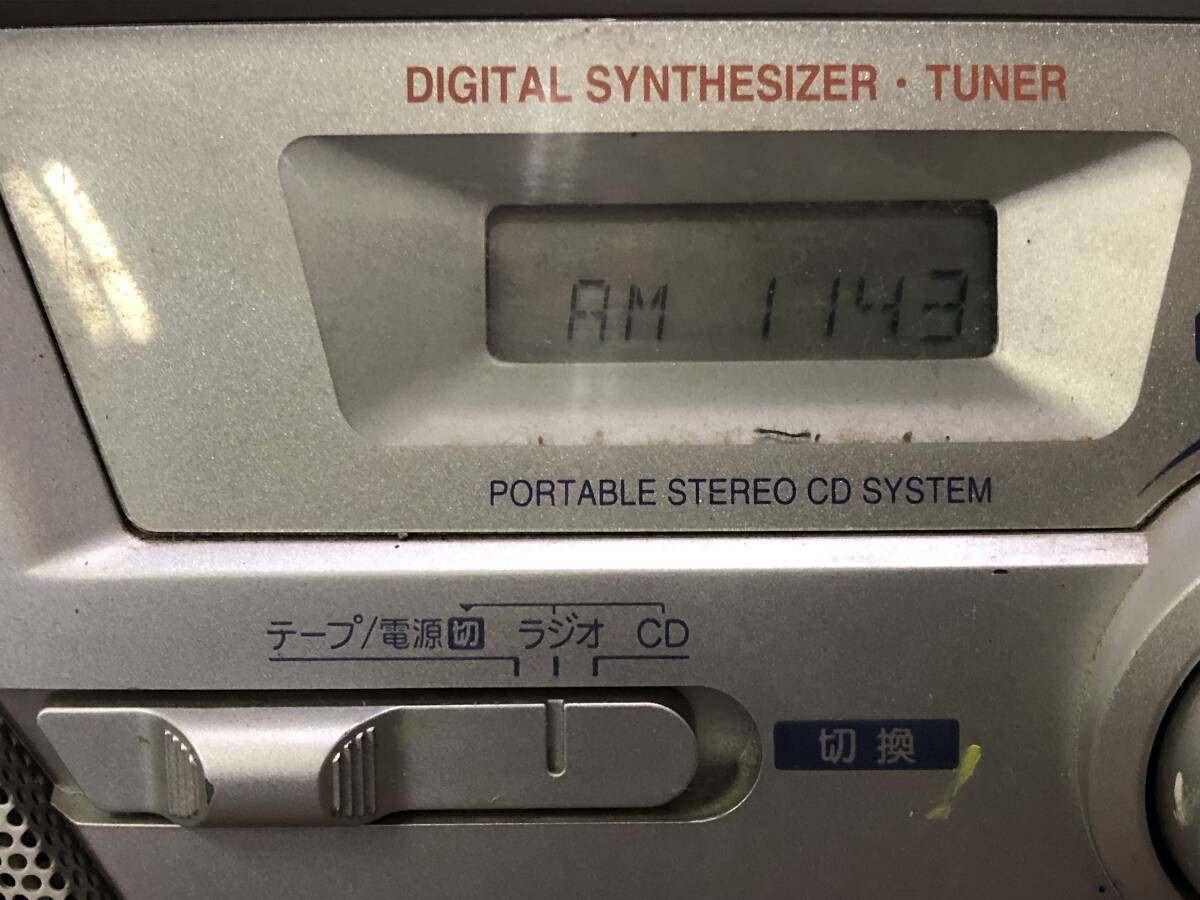 DIGITAL SYNTHESIZER・TUNER
AM 1143
PORTABLE STEREO CD SYSTEM
テープ/電源切 ラジオ CD
切換